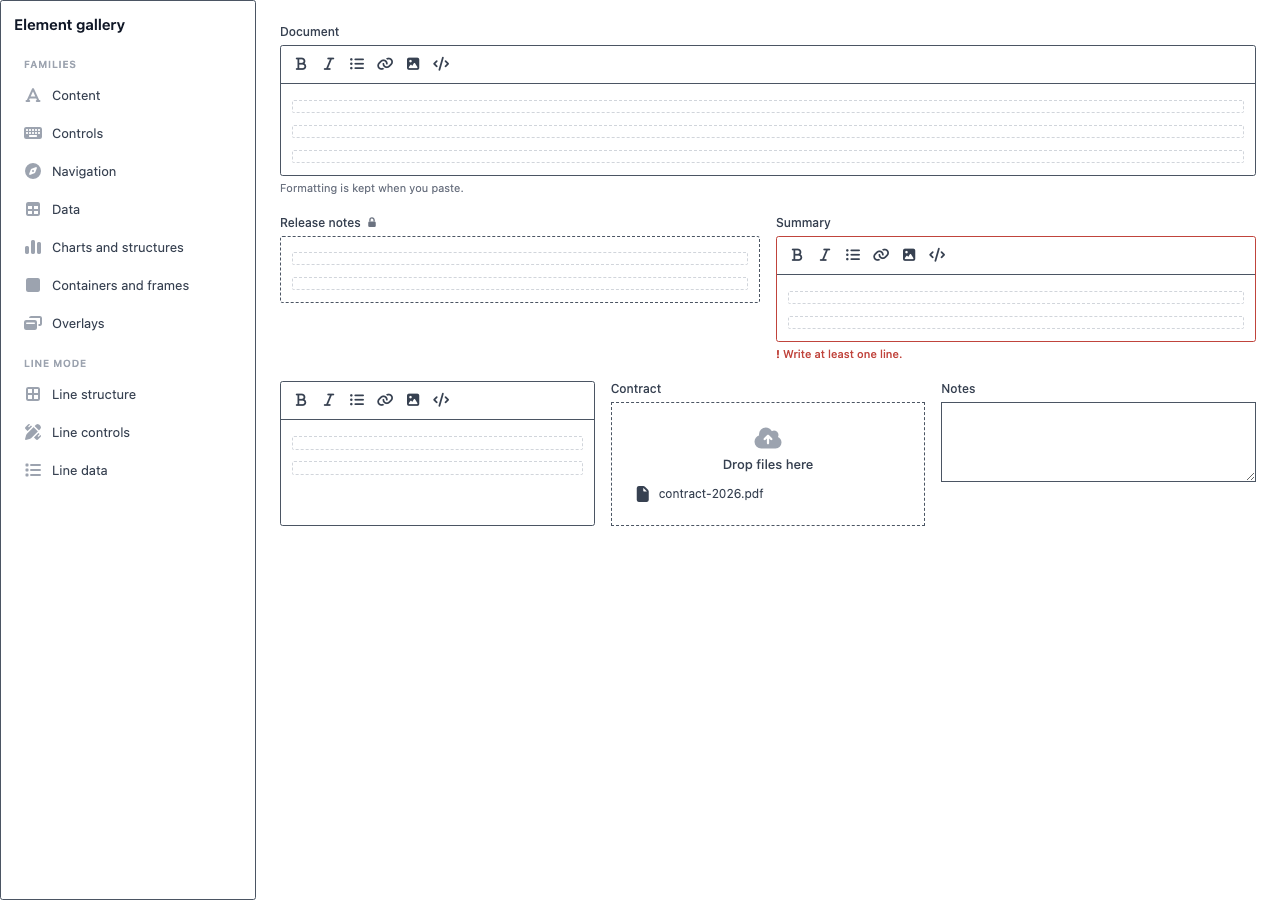 Element gallery
FAMILIES
Content
Controls
Navigation
Data
Charts and structures
Containers and frames
Overlays
LINE MODE
Line structure
Line controls
Line data
Document
Formatting is kept when you paste.
Release notes
Summary
! Write at least one line.
Contract
Drop files here
contract-2026.pdf
Notes